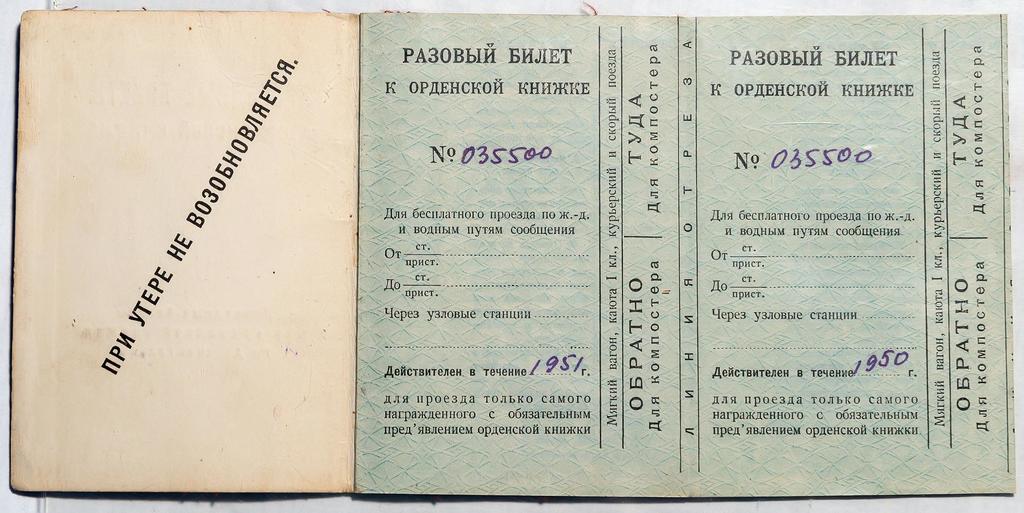 ПРИ УТЕРЕ НЕ ВОЗОБНОВЛЯЕТСЯ.
РАЗОВЫЙ БИЛЕТ
К ОРДЕНСКОЙ КНИЖКЕ
№ 035500
Для бесплатного проезда по ж.-д.
и водным путям сообщения
От ст.
прист.
До ст.
прист.
Через узловые станции
Действителен в течение 1951 г.
для проезда только самого
награжденного с обязательным
пред'явлением орденской книжки
Мягкий вагон, каюта I кл., курьерский и скорый поезда
ОБРАТНО
Для компостера
ТУДА
Для компостера
ЛИНИЯ ОТРЕЗА
РАЗОВЫЙ БИЛЕТ
К ОРДЕНСКОЙ КНИЖКЕ
№ 035500
Для бесплатного проезда по ж.-д.
и водным путям сообщения
От ст.
прист.
До ст.
прист.
Через узловые станции
Действителен в течение 1950 г.
для проезда только самого
награжденного с обязательным
пред'явлением орденской книжки
Мягкий вагон, каюта I кл., курьерский и скорый поезда
ОБРАТНО
Для компостера
ТУДА
Для компостера